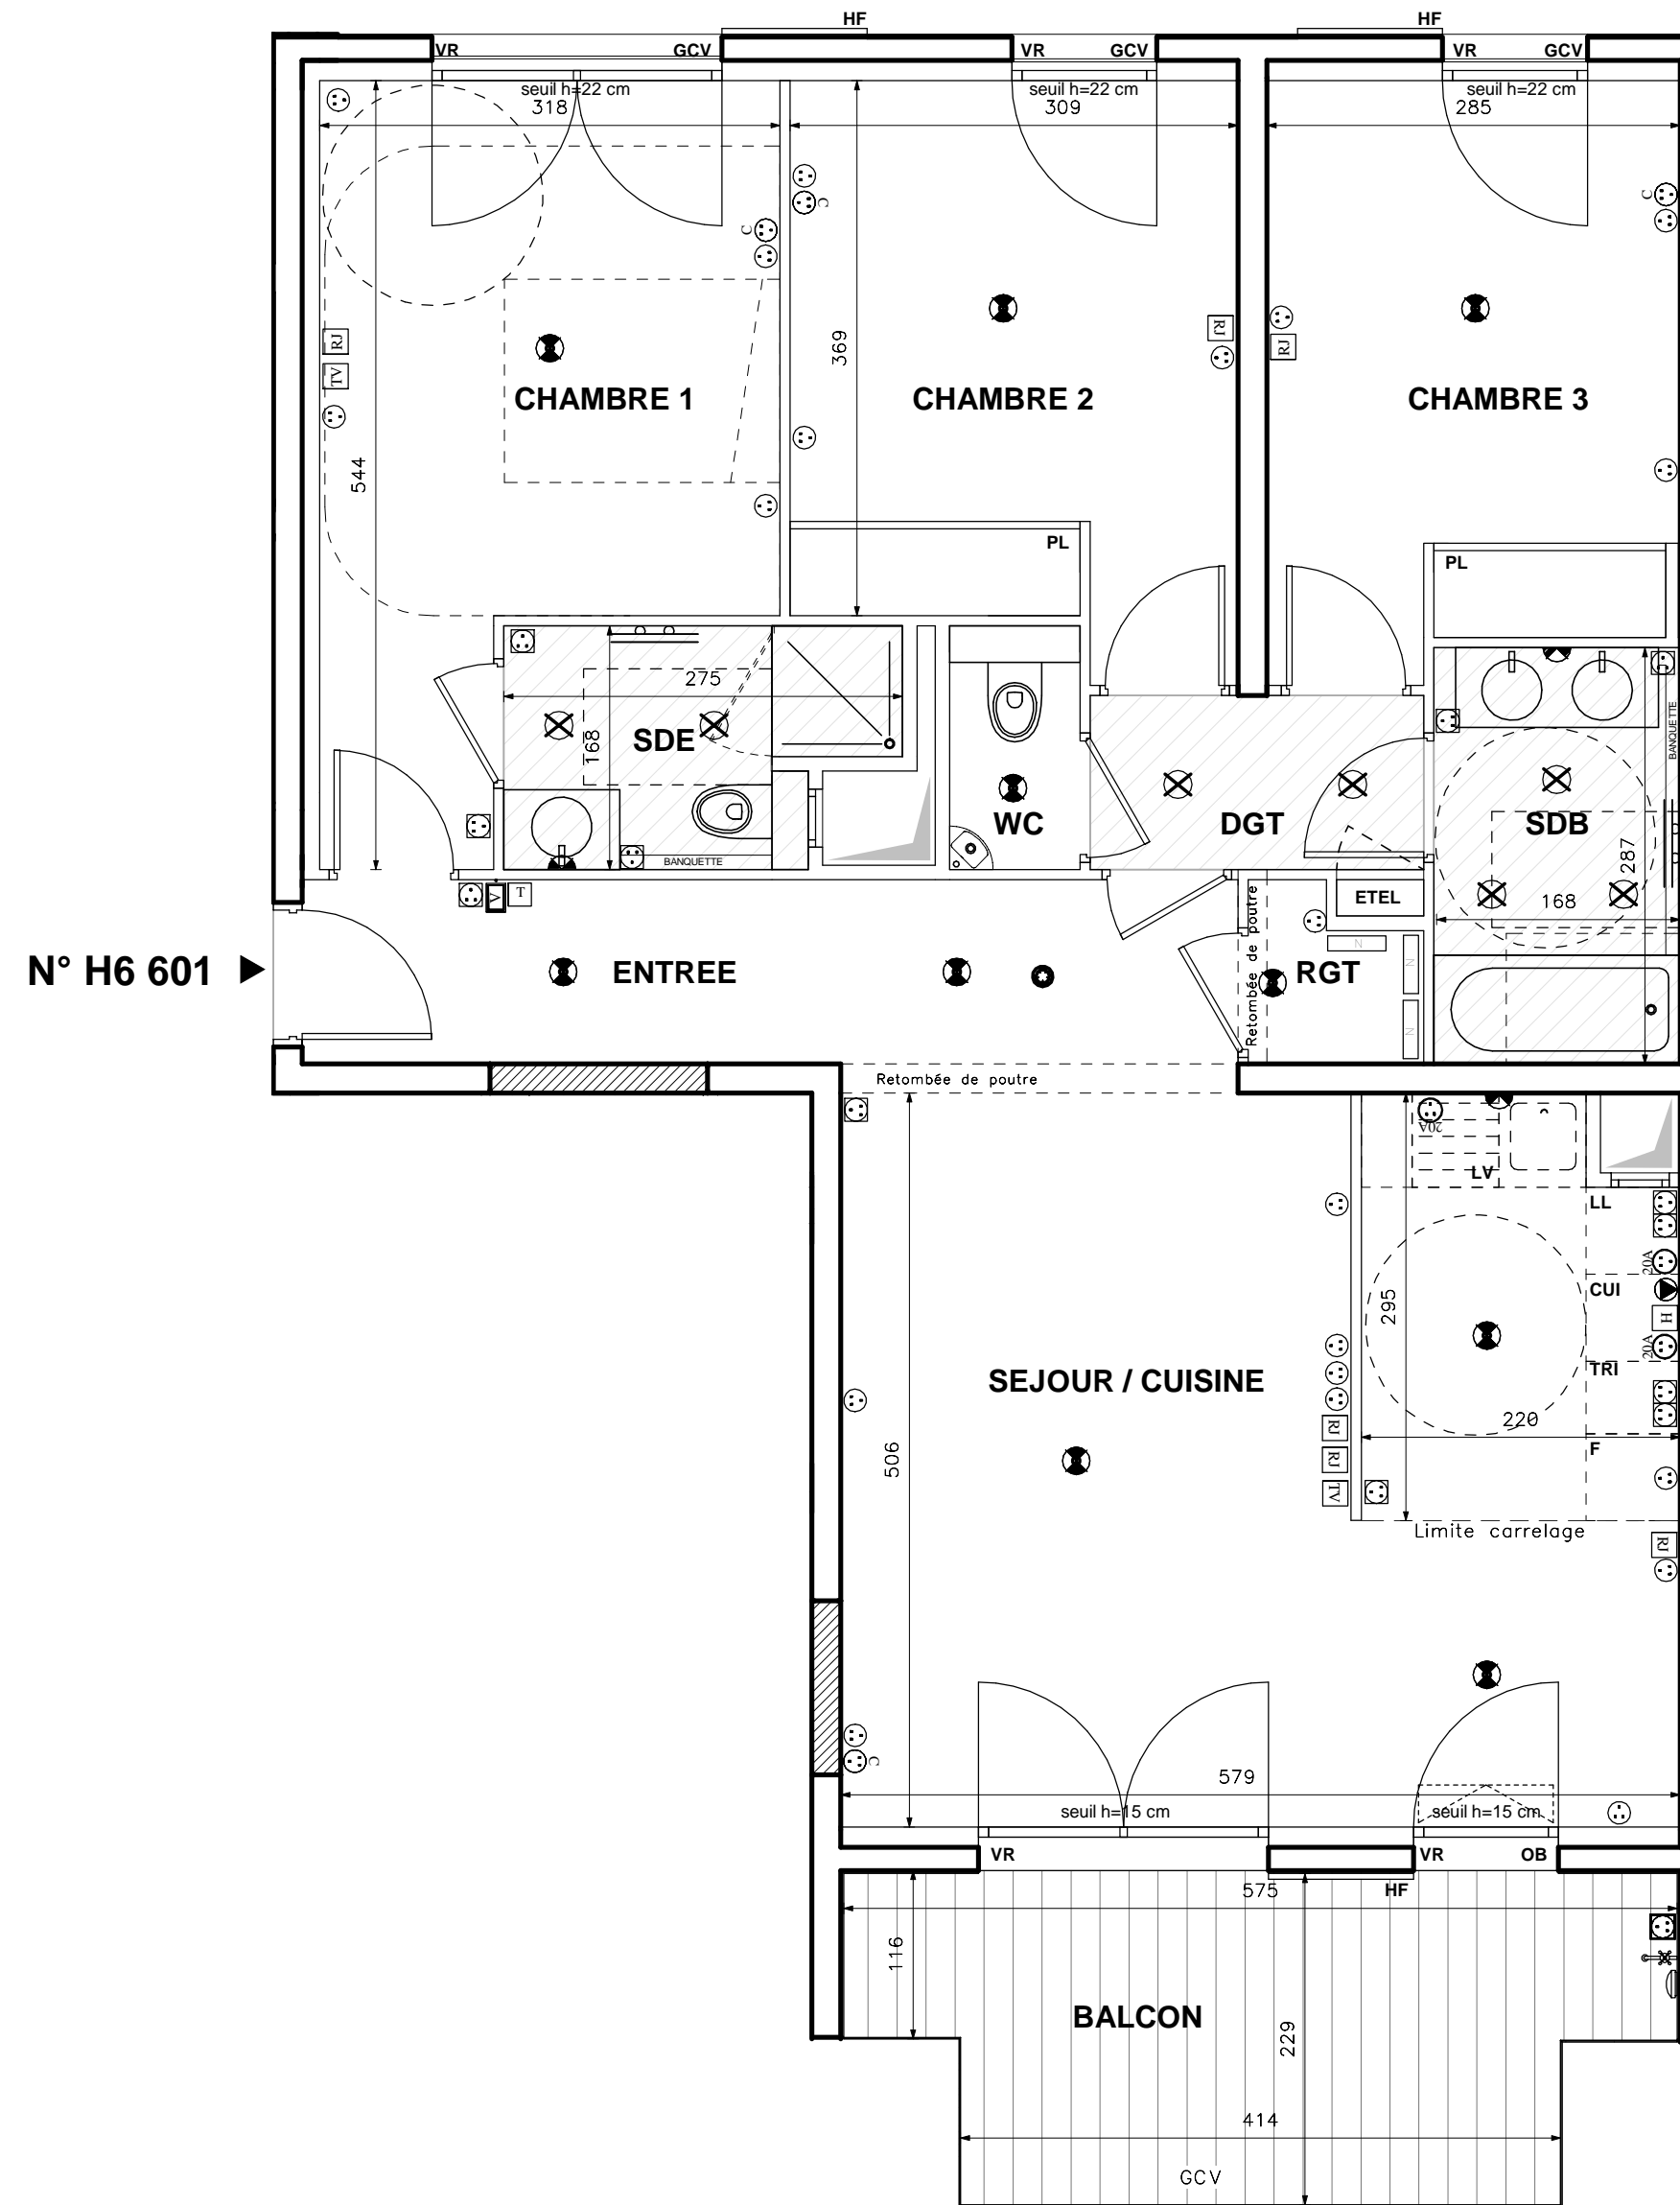 HF
HF
VR
GCV
VR
GCV
VR
GCV
seuil h=22 cm
seuil h=22 cm
seuil h=22 cm
318
309
285
C
C
C
RJ
TV
RJ
RJ
369
CHAMBRE 1
CHAMBRE 2
CHAMBRE 3
544
PL
PL
275
168
SDE
BANQUETTE
WC
DGT
SDB
BANQUETTE
287
168
ETEL
V
T
N° H6 601
ENTREE
RGT
N
N
N
Retombée de poutre
Retombée de poutre
20A
LV
LL
20A
CUI
H
20A
TRI
295
220
F
SEJOUR / CUISINE
RJ
RJ
TV
506
Limite carrelage
RJ
C
579
seuil h=15 cm
seuil h=15 cm
VR
VR
OB
HF
575
116
BALCON
229
414
GCV